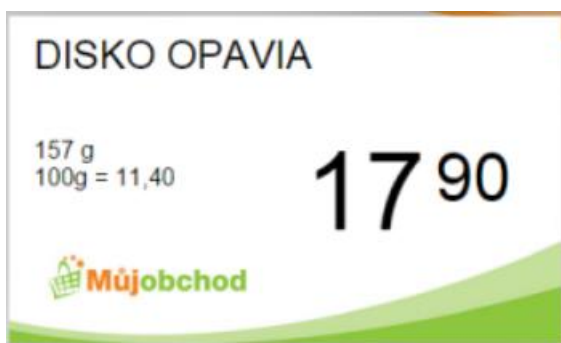 DISKO OPAVIA
157 g
100g = 11,40
17 90
Můjobchod